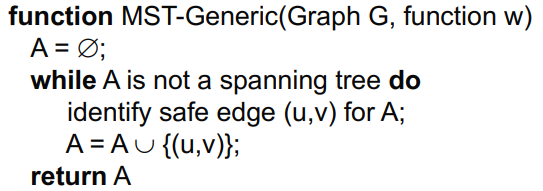 function MST-Generic(Graph G, function w)
A = ∅;
while A is not a spanning tree do
identify safe edge (u,v) for A;
A = A ∪ {(u,v)};
return A